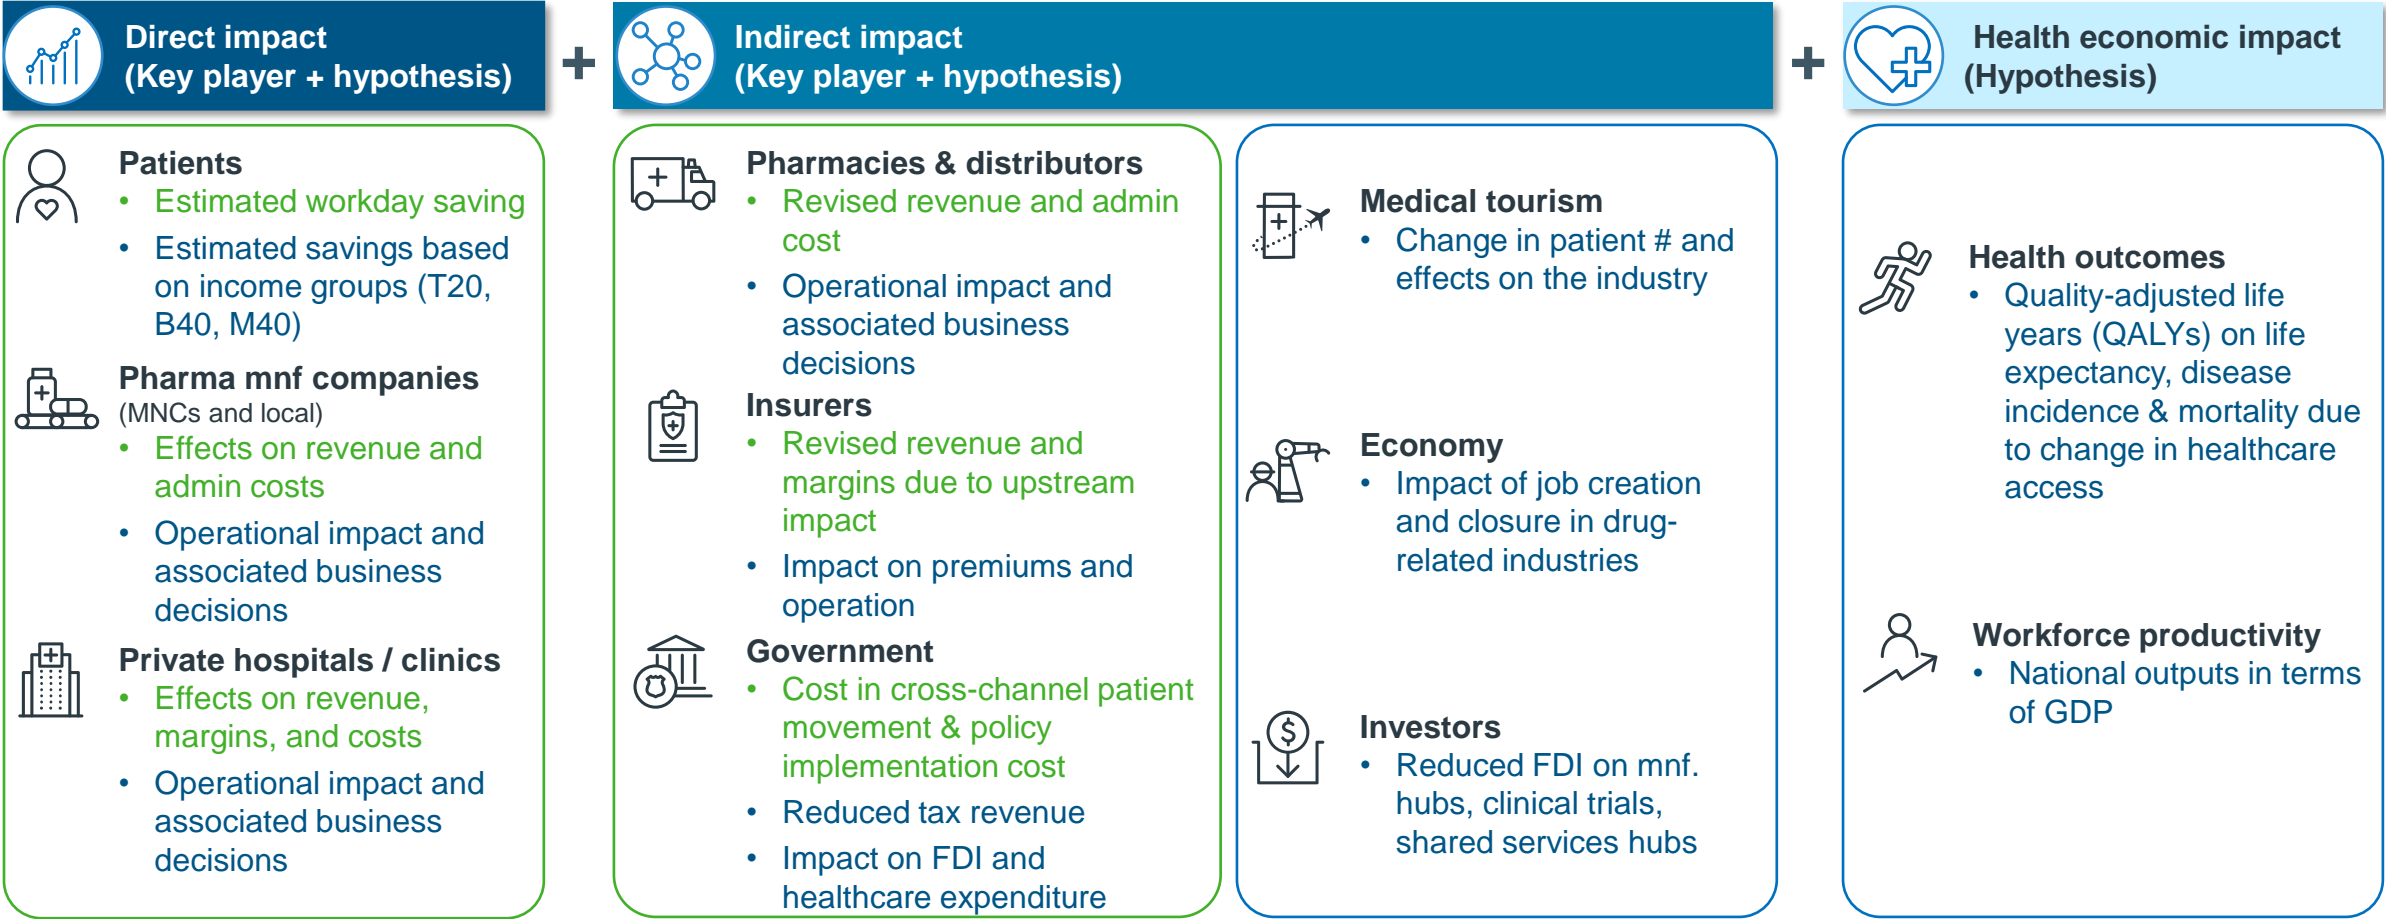 Direct impact
(Key player + hypothesis)
+
Indirect impact
(Key player + hypothesis)
+
Health economic impact
(Hypothesis)
Patients
• Estimated workday saving
• Estimated savings based
on income groups (T20,
B40, M40)
Pharma mnf companies
(MNCs and local)
• Effects on revenue and
admin costs
• Operational impact and
associated business
decisions
Private hospitals / clinics
• Effects on revenue,
margins, and costs
• Operational impact and
associated business
decisions
Pharmacies & distributors
• Revised revenue and admin
cost
• Operational impact and
associated business
decisions
Insurers
• Revised revenue and
margins due to upstream
impact
• Impact on premiums and
operation
Government
• Cost in cross-channel patient
movement & policy
implementation cost
• Reduced tax revenue
• Impact on FDI and
healthcare expenditure
Medical tourism
• Change in patient # and
effects on the industry
Economy
• Impact of job creation
and closure in drug-
related industries
$
Investors
• Reduced FDI on mnf.
hubs, clinical trials,
shared services hubs
Health outcomes
• Quality-adjusted life
years (QALYs) on life
expectancy, disease
incidence & mortality due
to change in healthcare
access
Workforce productivity
• National outputs in terms
of GDP